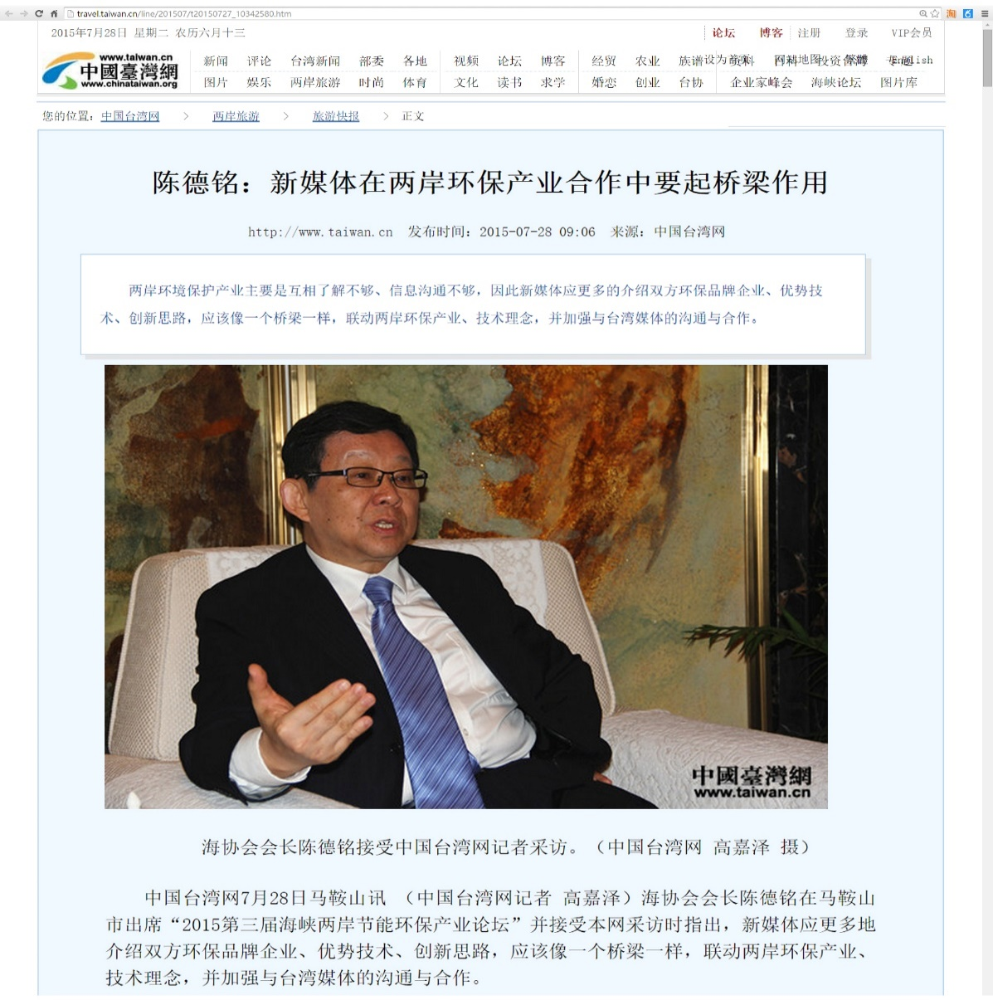 travel.taiwan.cn/line/201507/t20150727_10342580.htm
2015年7月28日 星期二 农历六月十三
论坛 博客 注册 登录 VIP会员
www.taiwan.cn
中國臺灣網
www.chinataiwan.org
新闻 评论 台湾新闻 部委 各地 视频 论坛 博客 经贸 农业 族谱 English
图片 娱乐 两岸旅游 时尚 体育 文化 读书 求学 婚恋 创业 台协 企业家峰会 海峡论坛 图片库
您的位置：中国台湾网 > 两岸旅游 > 旅游快报 > 正文
陈德铭：新媒体在两岸环保产业合作中要起桥梁作用
http://www.taiwan.cn 发布时间：2015-07-28 09:06 来源：中国台湾网
两岸环境保护产业主要是互相了解不够、信息沟通不够，因此新媒体应更多的介绍双方环保品牌企业、优势技
术、创新思路，应该像一个桥梁一样，联动两岸环保产业、技术理念，并加强与台湾媒体的沟通与合作。
中國臺灣網
www.taiwan.cn
海协会会长陈德铭接受中国台湾网记者采访。（中国台湾网 高嘉泽 摄）
中国台湾网7月28日马鞍山讯 （中国台湾网记者 高嘉泽）海协会会长陈德铭在马鞍山
市出席“2015第三届海峡两岸节能环保产业论坛”并接受本网采访时指出，新媒体应更多地
介绍双方环保品牌企业、优势技术、创新思路，应该像一个桥梁一样，联动两岸环保产业、
技术理念，并加强与台湾媒体的沟通与合作。